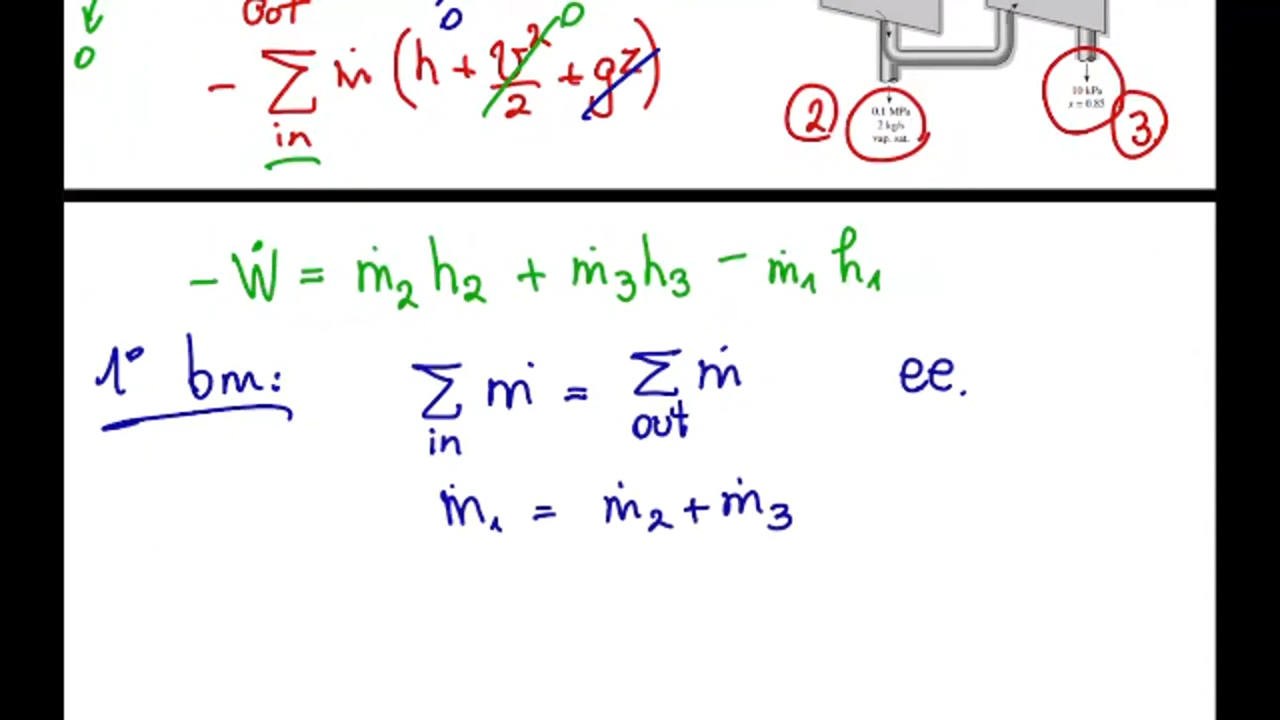 out
0
0
0
- Σ ṁ (h + v²/2 + gz)
in
0.1 MPa
2 kg/s
vap. sat.
2
10 kPa
x = 0.85
3
- Ẇ = ṁ₂ h₂ + ṁ₃ h₃ - ṁ₁ h₁
1° bm: Σ ṁ = Σ ṁ ee.
in out
ṁ₁ = ṁ₂ + ṁ₃